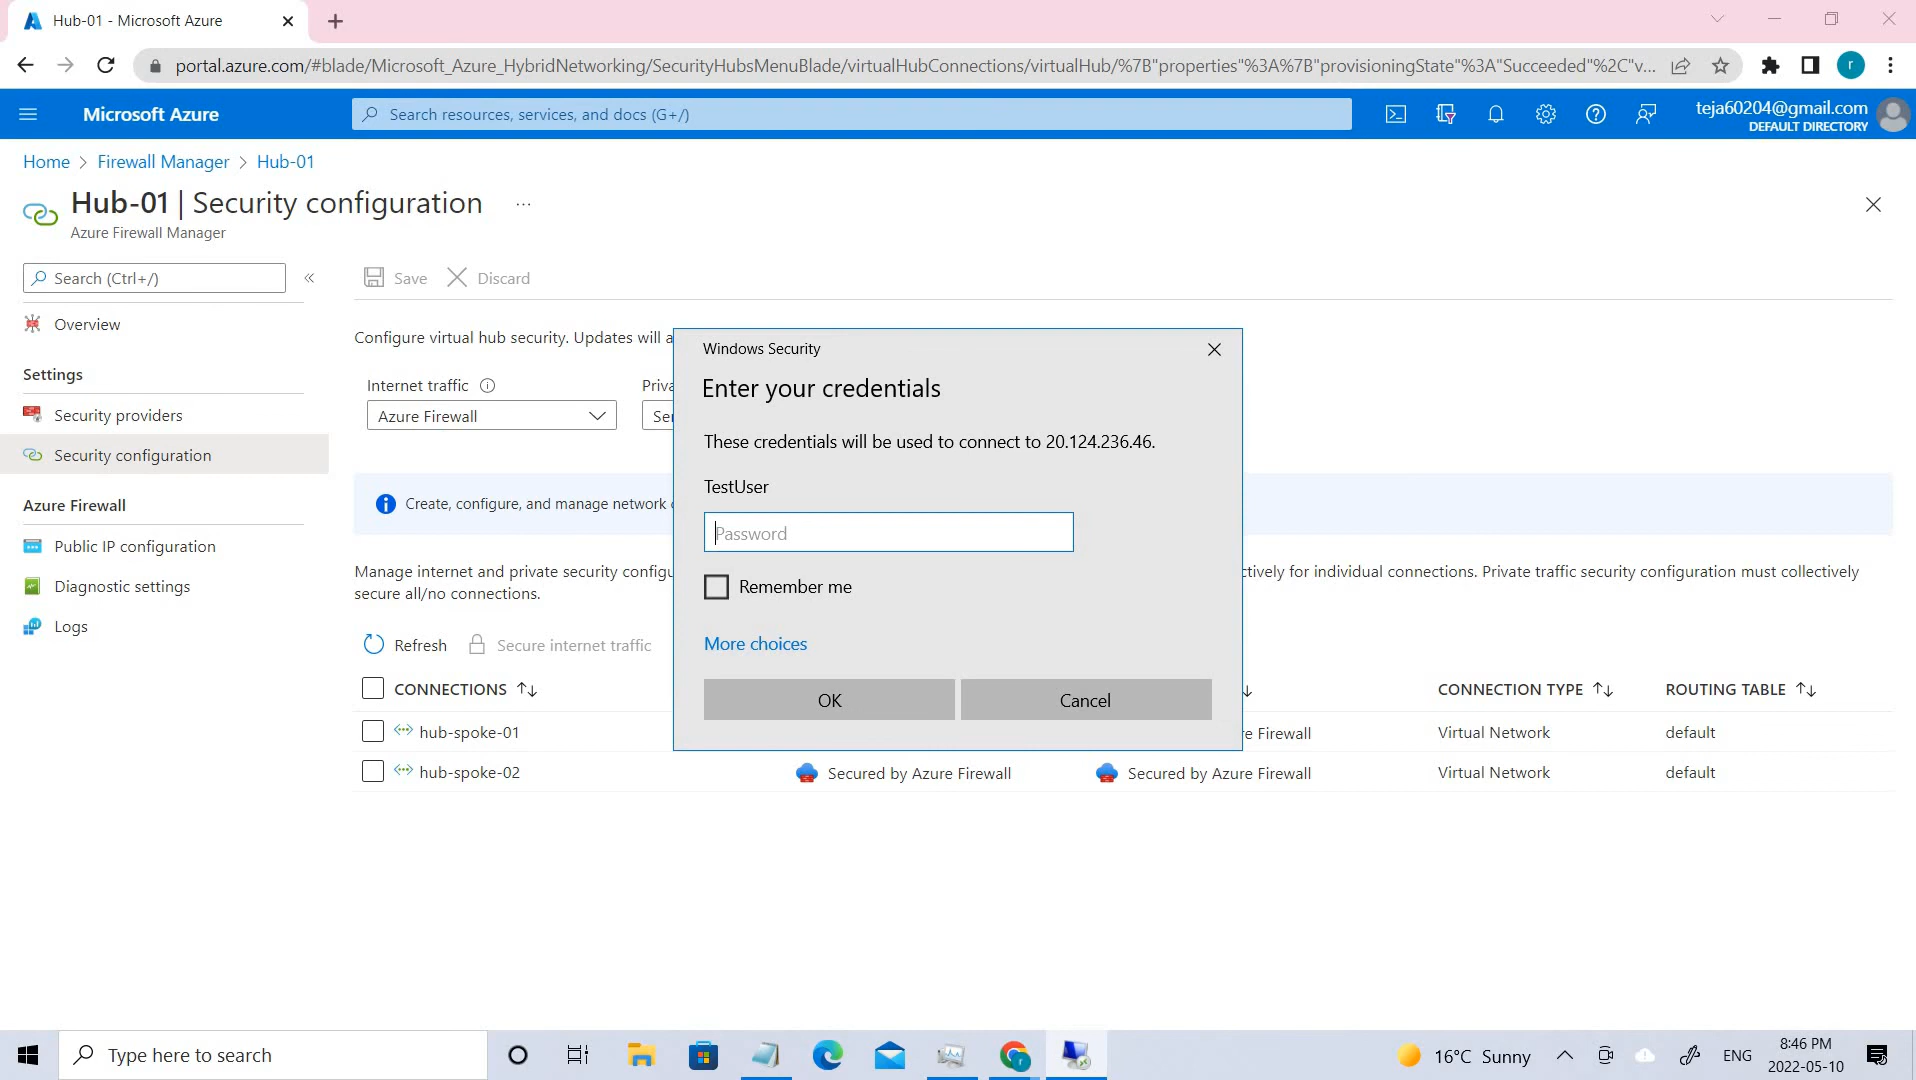 Hub-01 - Microsoft Azure
portal.azure.com/#blade/Microsoft_Azure_HybridNetworking/SecurityHubsMenuBlade/virtualHubConnections/virtualHub/%7B"properties"%3A%7B"provisioningState"%3A"Succeeded"%2C"v...
r
Microsoft Azure
Search resources, services, and docs (G+/)
teja60204@gmail.com
DEFAULT DIRECTORY
Home > Firewall Manager > Hub-01
Hub-01 | Security configuration ...
Azure Firewall Manager
Search (Ctrl+/)
«
Save
Discard
Overview
Settings
Security providers
Security configuration
Azure Firewall
Public IP configuration
Diagnostic settings
Logs
Configure virtual hub security. Updates will a
Internet traffic
Azure Firewall
Priva
Sen
Create, configure, and manage network c
Manage internet and private security configu
ctively for individual connections. Private traffic security configuration must collectively
secure all/no connections.
Refresh
Secure internet traffic
CONNECTIONS
CONNECTION TYPE
ROUTING TABLE
hub-spoke-01
re Firewall
Virtual Network
default
hub-spoke-02
Secured by Azure Firewall
Secured by Azure Firewall
Virtual Network
default
Windows Security
Enter your credentials
These credentials will be used to connect to 20.124.236.46.
TestUser
Password
Remember me
More choices
OK
Cancel
Type here to search
16°C Sunny
ENG
8:46 PM
2022-05-10